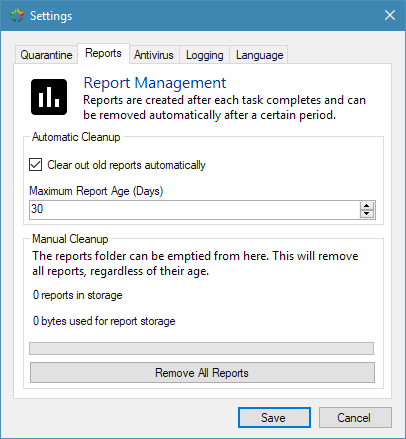 Settings
Quarantine Reports Antivirus Logging Language
Report Management
Reports are created after each task completes and can
be removed automatically after a certain period.
Automatic Cleanup
Clear out old reports automatically
Maximum Report Age (Days)
30
Manual Cleanup
The reports folder can be emptied from here. This will remove
all reports, regardless of their age.
0 reports in storage
0 bytes used for report storage
Remove All Reports
Save Cancel